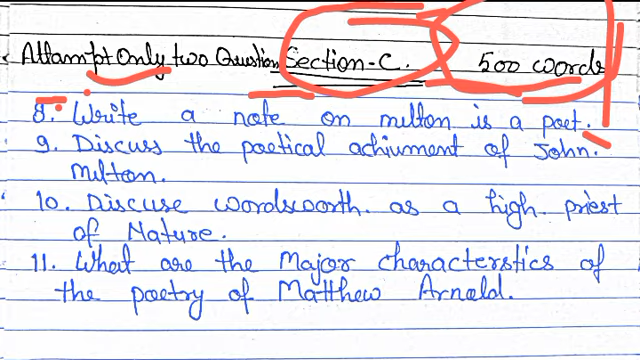 Attampt Only two Question Section-C. 500 words
8. Write a note on milton is a poet.
9. Discuss the poetical achiument of John.
Milton.
10. Discuse wordsworth. as a high priest
of Nature.
11. What are the Major characterstics of
the poetry of Matthew Arnold.